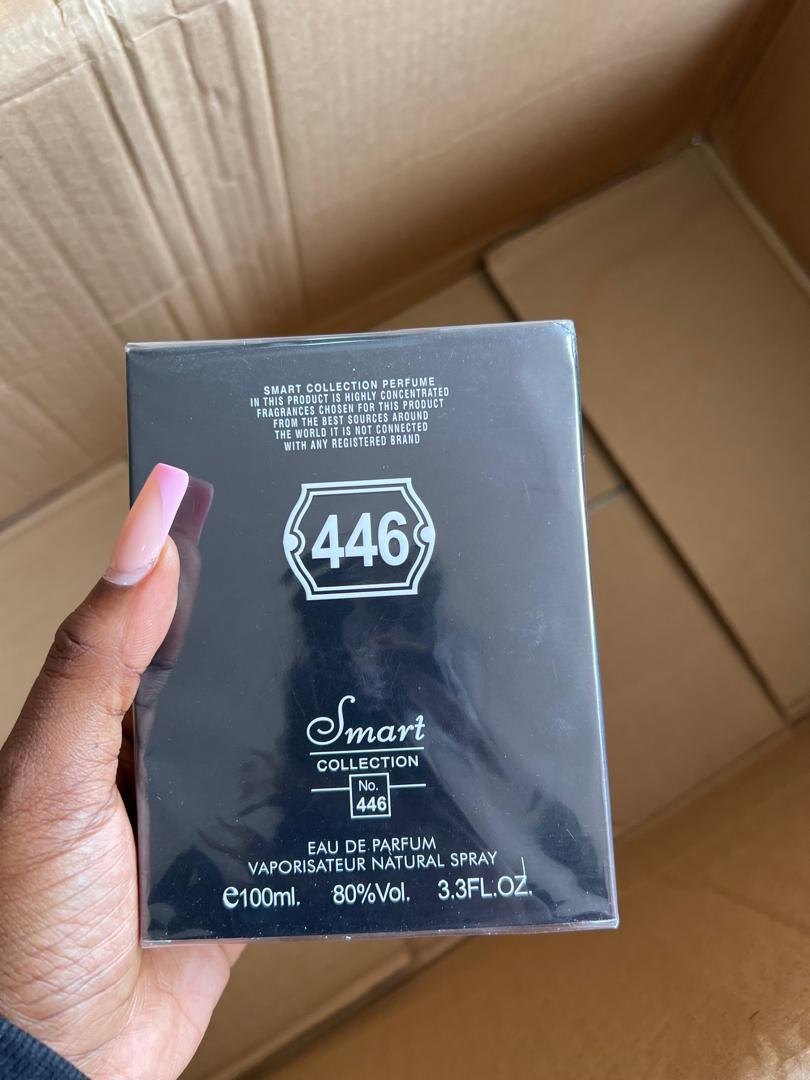 SMART COLLECTION PERFUME
IN THIS PRODUCT IS HIGHLY CONCENTRATED
FRAGRANCES CHOSEN FOR THIS PRODUCT
FROM THE BEST SOURCES AROUND
THE WORLD IT IS NOT CONNECTED
WITH ANY REGISTERED BRAND
446
Smart
COLLECTION
No.
446
EAU DE PARFUM
VAPORISATEUR NATURAL SPRAY
e100ml. 80%Vol. 3.3FL.OZ.